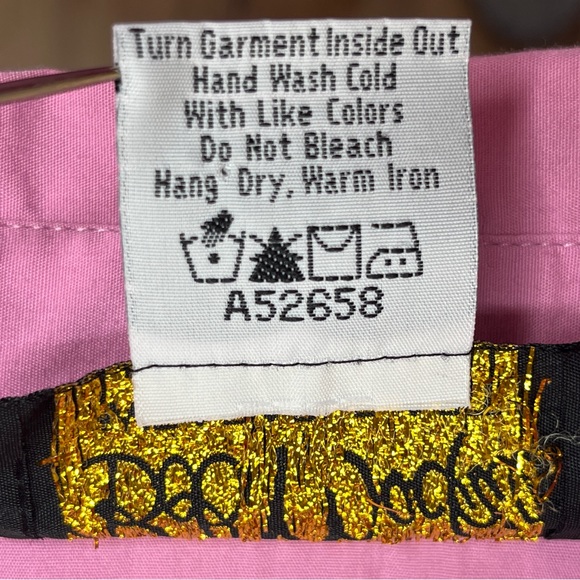 Turn Garment Inside Out
Hand Wash Cold
With Like Colors
Do Not Bleach
Hang Dry, Warm Iron
A52658